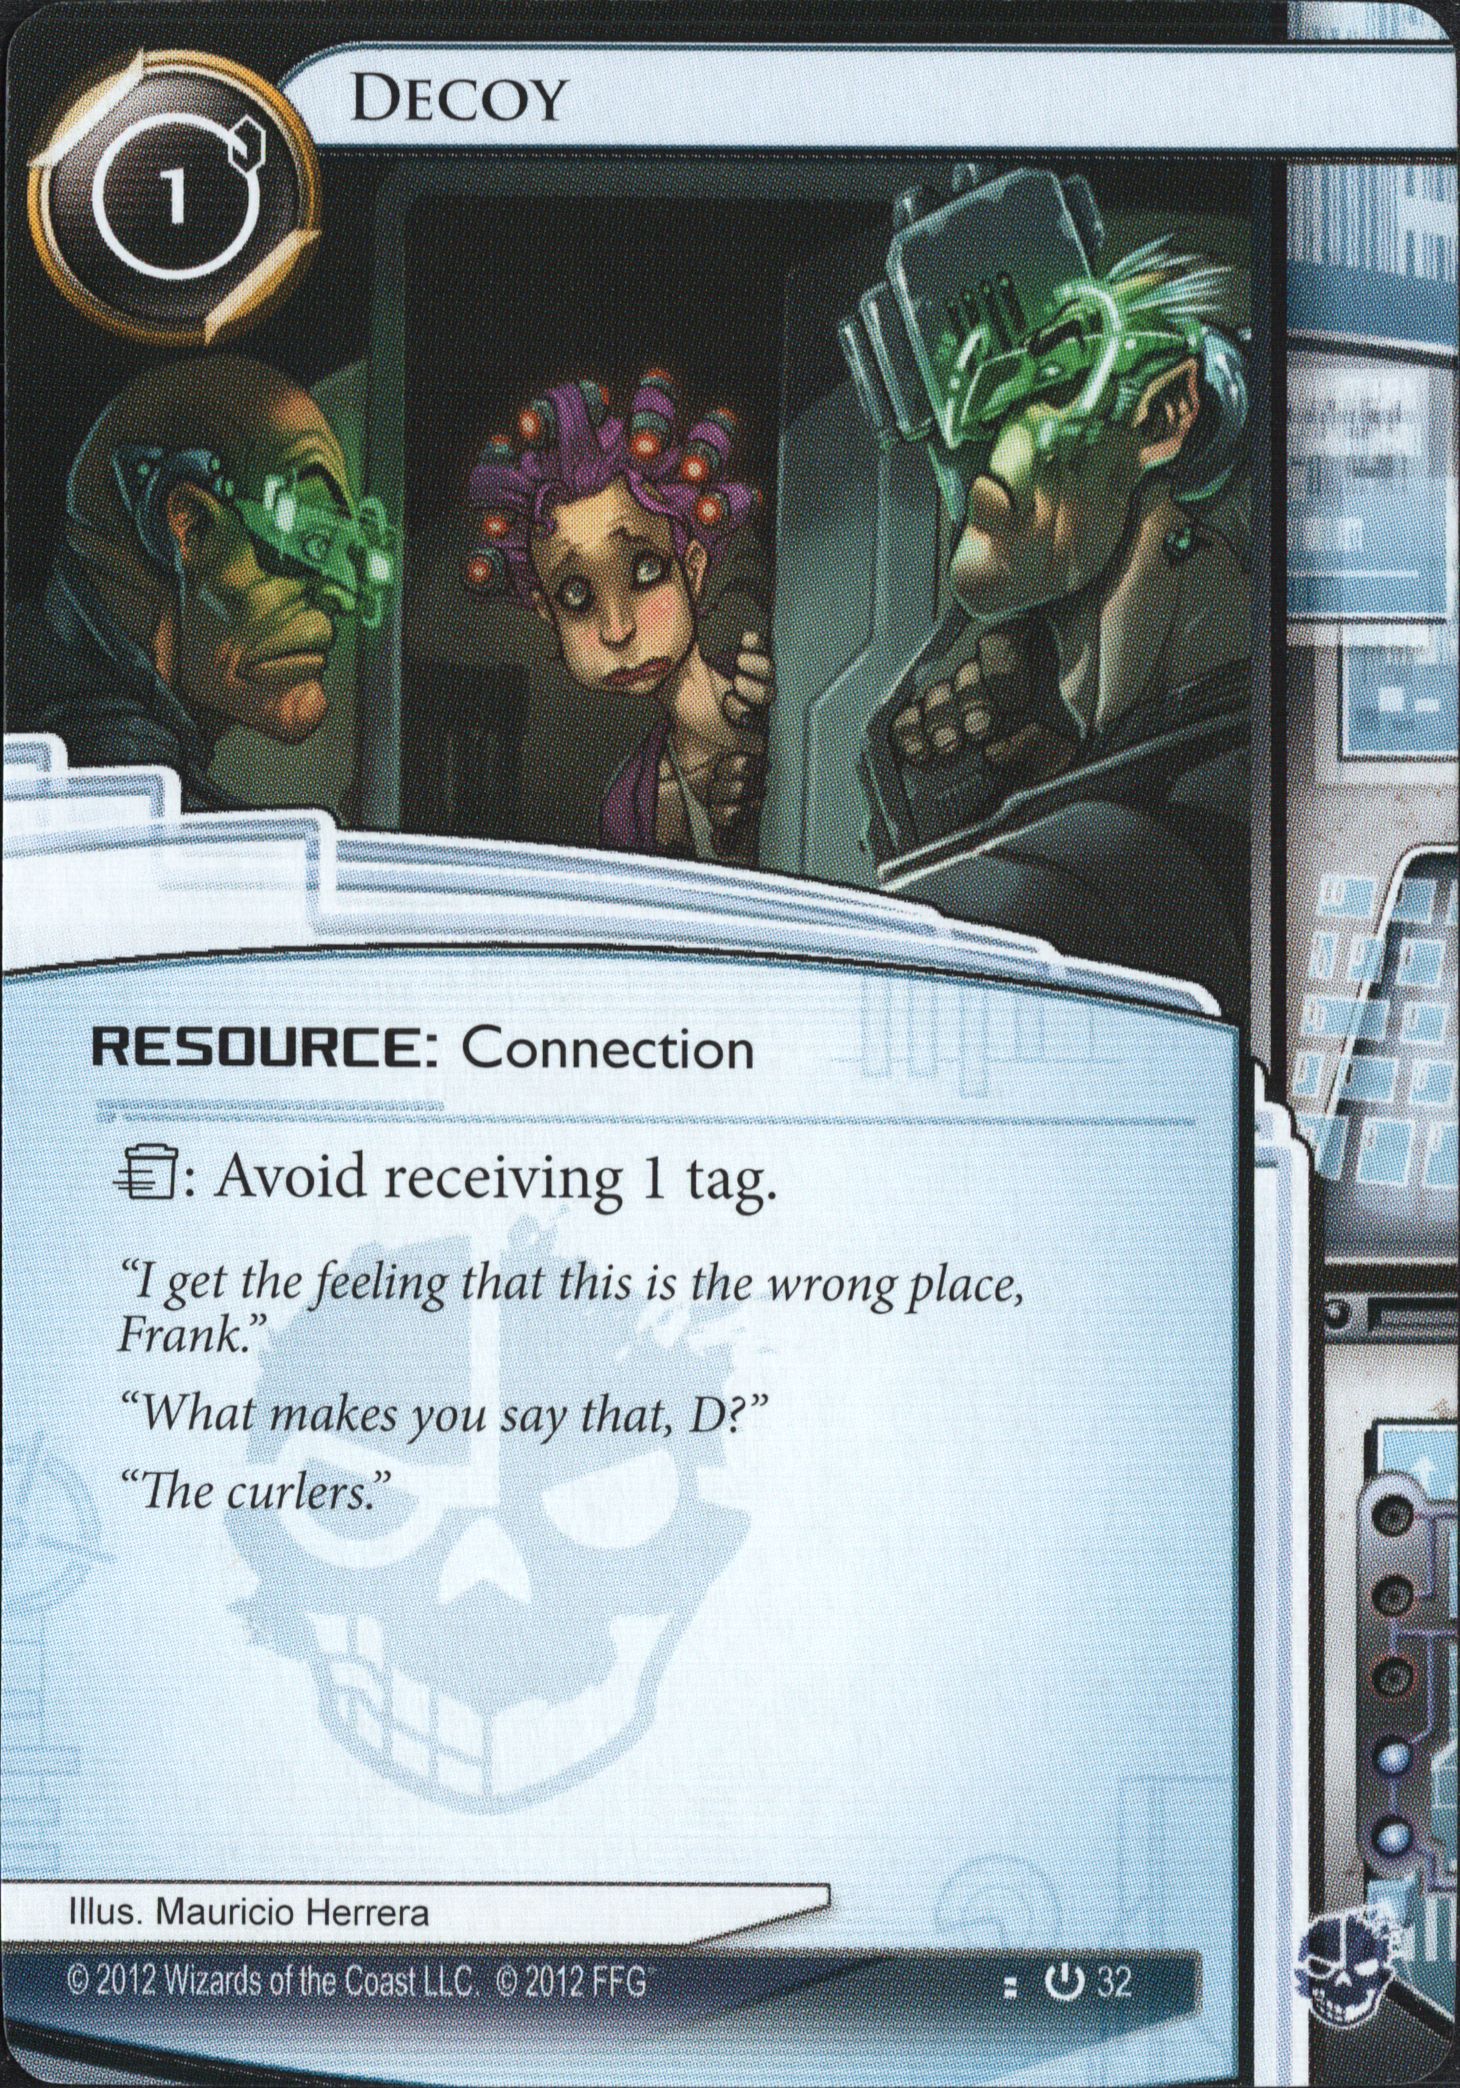 DECOY
1
RESOURCE: Connection
: Avoid receiving 1 tag.
“I get the feeling that this is the wrong place,
Frank.”
“What makes you say that, D?”
“The curlers.”
Illus. Mauricio Herrera
© 2012 Wizards of the Coast LLC. © 2012 FFG
32